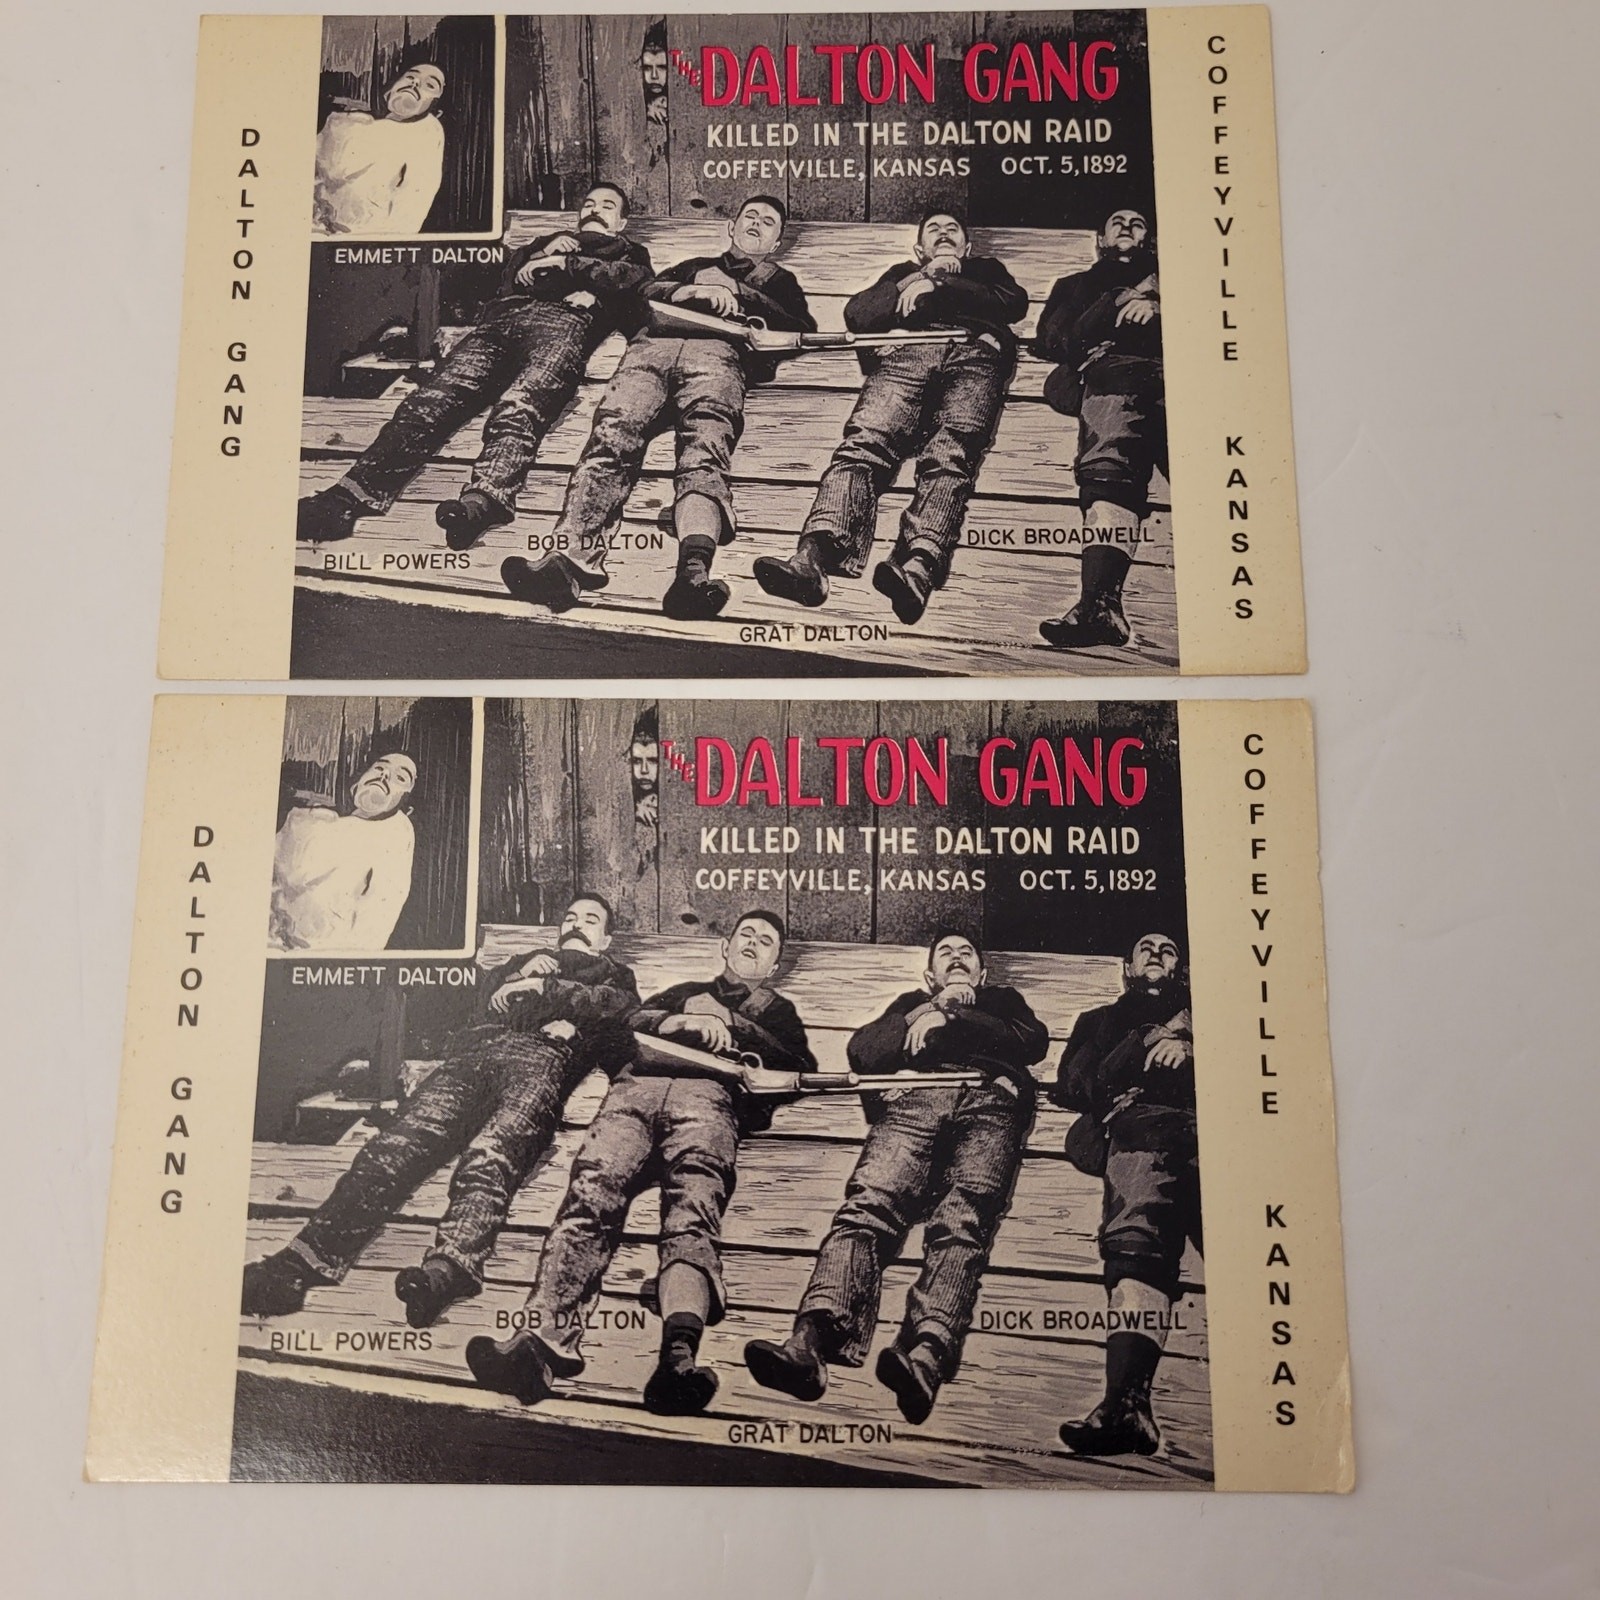 DALTON GANG
THE DALTON GANG
KILLED IN THE DALTON RAID
COFFEYVILLE, KANSAS OCT. 5, 1892
EMMETT DALTON
BILL POWERS
BOB DALTON
GRAT DALTON
DICK BROADWELL
COFFEYVILLE KANSAS
DALTON GANG
THE DALTON GANG
KILLED IN THE DALTON RAID
COFFEYVILLE, KANSAS OCT. 5, 1892
EMMETT DALTON
BILL POWERS
BOB DALTON
GRAT DALTON
DICK BROADWELL
COFFEYVILLE KANSAS